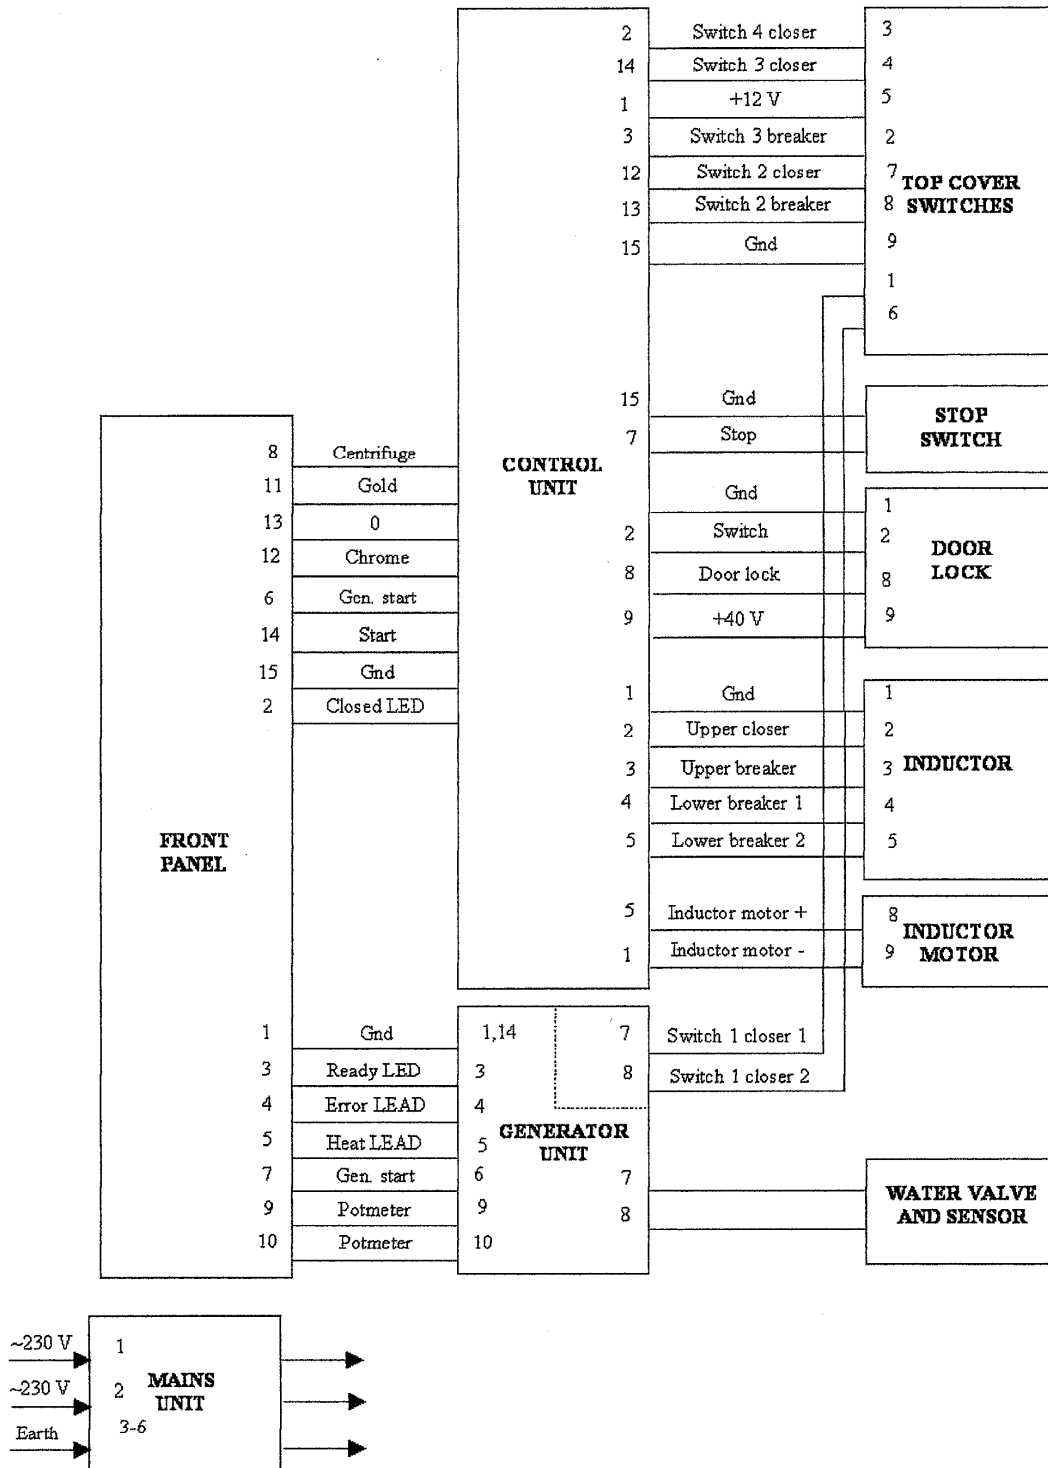 2 Switch 4 closer 3
14 Switch 3 closer 4
1 +12 V 5
3 Switch 3 breaker 2
12 Switch 2 closer 7
TOP COVER
SWITCHES
13 Switch 2 breaker 8
15 Gnd 9
1
6
15 Gnd
7 Stop
STOP
SWITCH
CONTROL
UNIT
Gnd 1
2 Switch 2
8 Door lock 8
9 +40 V 9
DOOR
LOCK
8 Centrifuge
11 Gold
13 0
12 Chrome
6 Gen. start
14 Start
15 Gnd
2 Closed LED
FRONT
PANEL
1 Gnd 1
2 Upper closer 2
3 Upper breaker 3
4 Lower breaker 1 4
5 Lower breaker 2 5
INDUCTOR
5 Inductor motor + 8
1 Inductor motor - 9
INDUCTOR
MOTOR
1 Gnd 1,14
3 Ready LED 3
4 Error LEAD 4
5 Heat LEAD 5
7 Gen. start 6
9 Potmeter 9
10 Potmeter 10
7 Switch 1 closer 1
8 Switch 1 closer 2
GENERATOR
UNIT
7
8
WATER VALVE
AND SENSOR
~230 V 1
~230 V 2
Earth 3-6
MAINS
UNIT